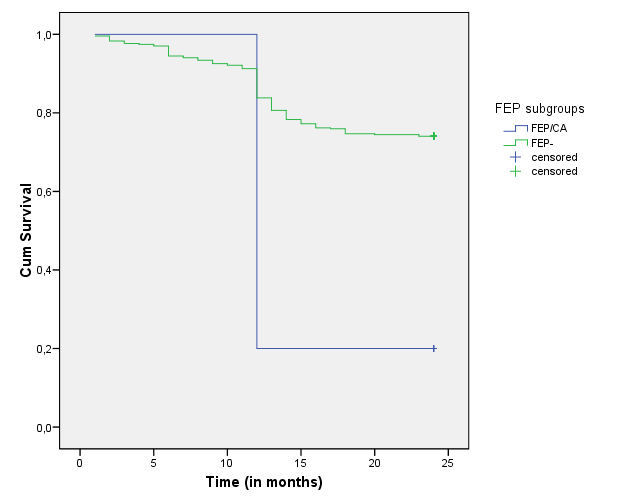 1,0
0,8
0,6
0,4
0,2
0,0
Cum Survival
0 5 10 15 20 25
Time (in months)
FEP subgroups
FEP/CA
FEP-
censored
censored